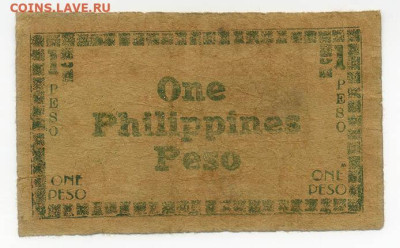 COINS.LAVE.RU
1
1
PESO
PESO
One
Philippines
Peso
ONE
PESO
ONE
PESO